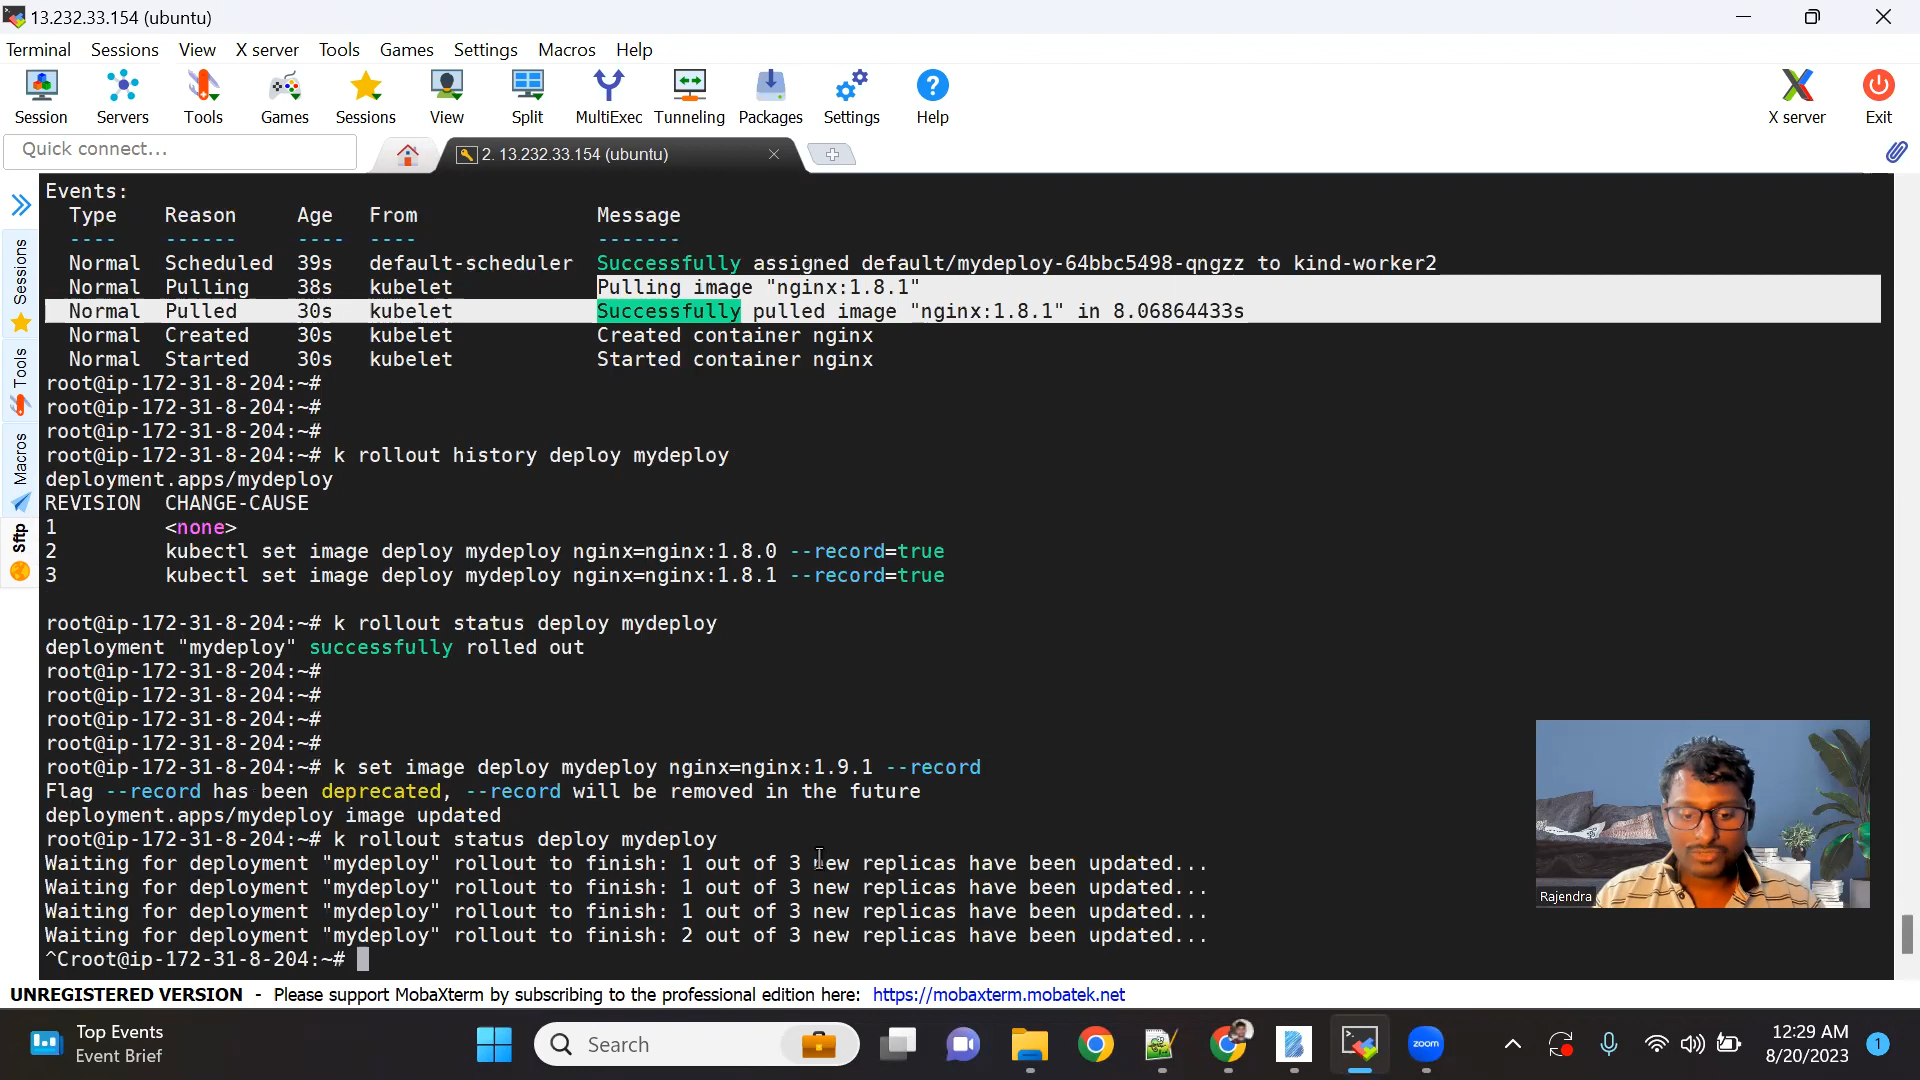 13.232.33.154 (ubuntu)
Terminal Sessions View X server Tools Games Settings Macros Help
Session Servers Tools Games Sessions View Split MultiExec Tunneling Packages Settings Help X server Exit
Quick connect...
2. 13.232.33.154 (ubuntu)
Sessions
Tools
Macros
Sftp
Events:
Type Reason Age From Message
---- ------ ---- ---- -------
Normal Scheduled 39s default-scheduler Successfully assigned default/mydeploy-64bbc5498-qngzz to kind-worker2
Normal Pulling 38s kubelet Pulling image "nginx:1.8.1"
Normal Pulled 30s kubelet Successfully pulled image "nginx:1.8.1" in 8.06864433s
Normal Created 30s kubelet Created container nginx
Normal Started 30s kubelet Started container nginx
root@ip-172-31-8-204:~#
root@ip-172-31-8-204:~#
root@ip-172-31-8-204:~#
root@ip-172-31-8-204:~# k rollout history deploy mydeploy
deployment.apps/mydeploy
REVISION CHANGE-CAUSE
1 <none>
2 kubectl set image deploy mydeploy nginx=nginx:1.8.0 --record=true
3 kubectl set image deploy mydeploy nginx=nginx:1.8.1 --record=true
root@ip-172-31-8-204:~# k rollout status deploy mydeploy
deployment "mydeploy" successfully rolled out
root@ip-172-31-8-204:~#
root@ip-172-31-8-204:~#
root@ip-172-31-8-204:~#
root@ip-172-31-8-204:~#
root@ip-172-31-8-204:~# k set image deploy mydeploy nginx=nginx:1.9.1 --record
Flag --record has been deprecated, --record will be removed in the future
deployment.apps/mydeploy image updated
root@ip-172-31-8-204:~# k rollout status deploy mydeploy
Waiting for deployment "mydeploy" rollout to finish: 1 out of 3 new replicas have been updated...
Waiting for deployment "mydeploy" rollout to finish: 1 out of 3 new replicas have been updated...
Waiting for deployment "mydeploy" rollout to finish: 1 out of 3 new replicas have been updated...
Waiting for deployment "mydeploy" rollout to finish: 2 out of 3 new replicas have been updated...
^Croot@ip-172-31-8-204:~#
Rajendra
UNREGISTERED VERSION - Please support MobaXterm by subscribing to the professional edition here: https://mobaxterm.mobatek.net
Top Events
Event Brief
Search
zoom
12:29 AM
8/20/2023
1